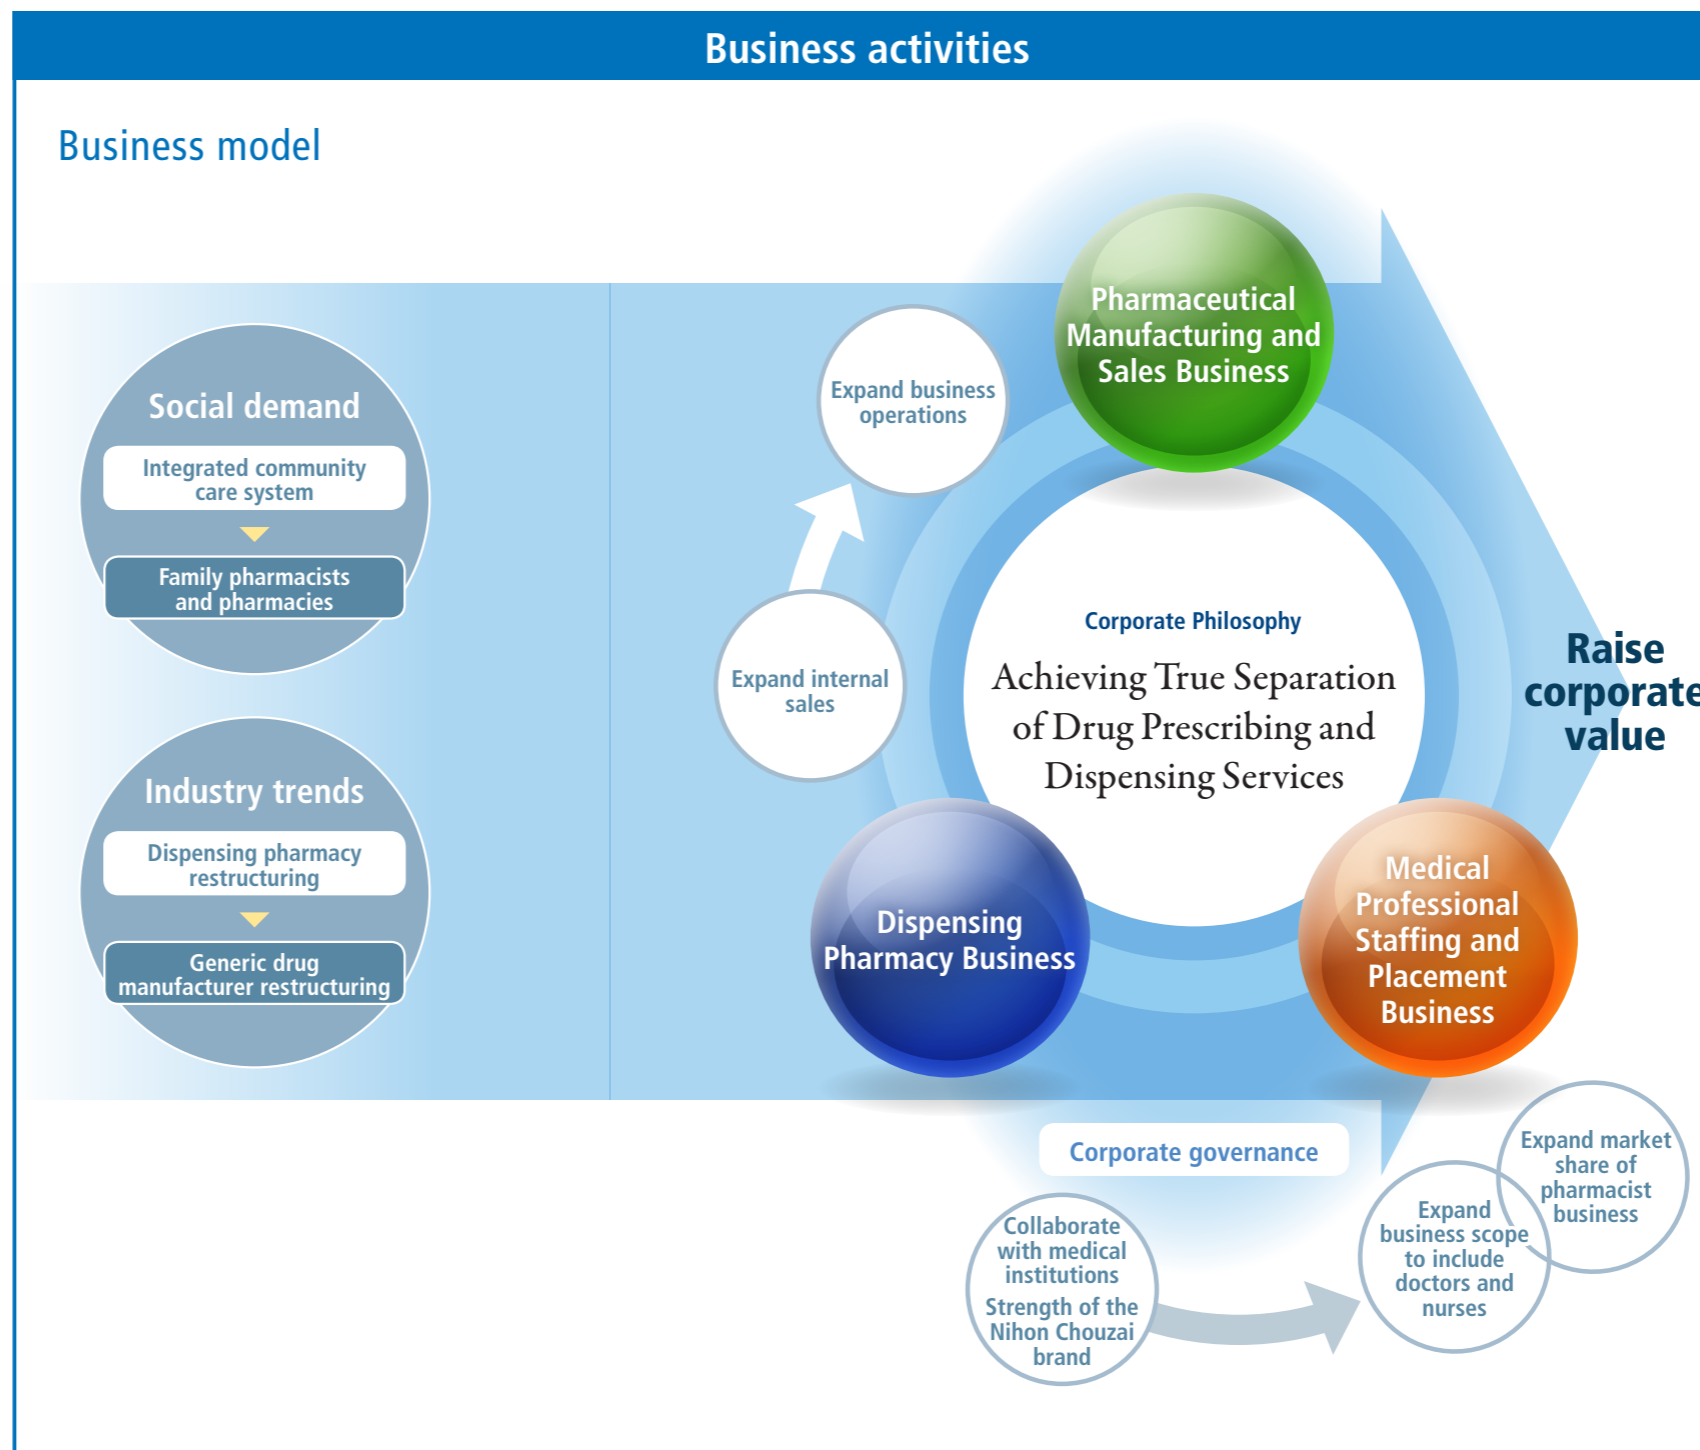 Business activities
Business model
Social demand
Integrated community
care system
Family pharmacists
and pharmacies
Industry trends
Dispensing pharmacy
restructuring
Generic drug
manufacturer restructuring
Expand business
operations
Expand internal
sales
Pharmaceutical
Manufacturing and
Sales Business
Corporate Philosophy
Achieving True Separation
of Drug Prescribing and
Dispensing Services
Raise
corporate
value
Dispensing
Pharmacy Business
Medical
Professional
Staffing and
Placement
Business
Corporate governance
Collaborate
with medical
institutions
Strength of the
Nihon Chouzai
brand
Expand
business scope
to include
doctors and
nurses
Expand market
share of
pharmacist
business